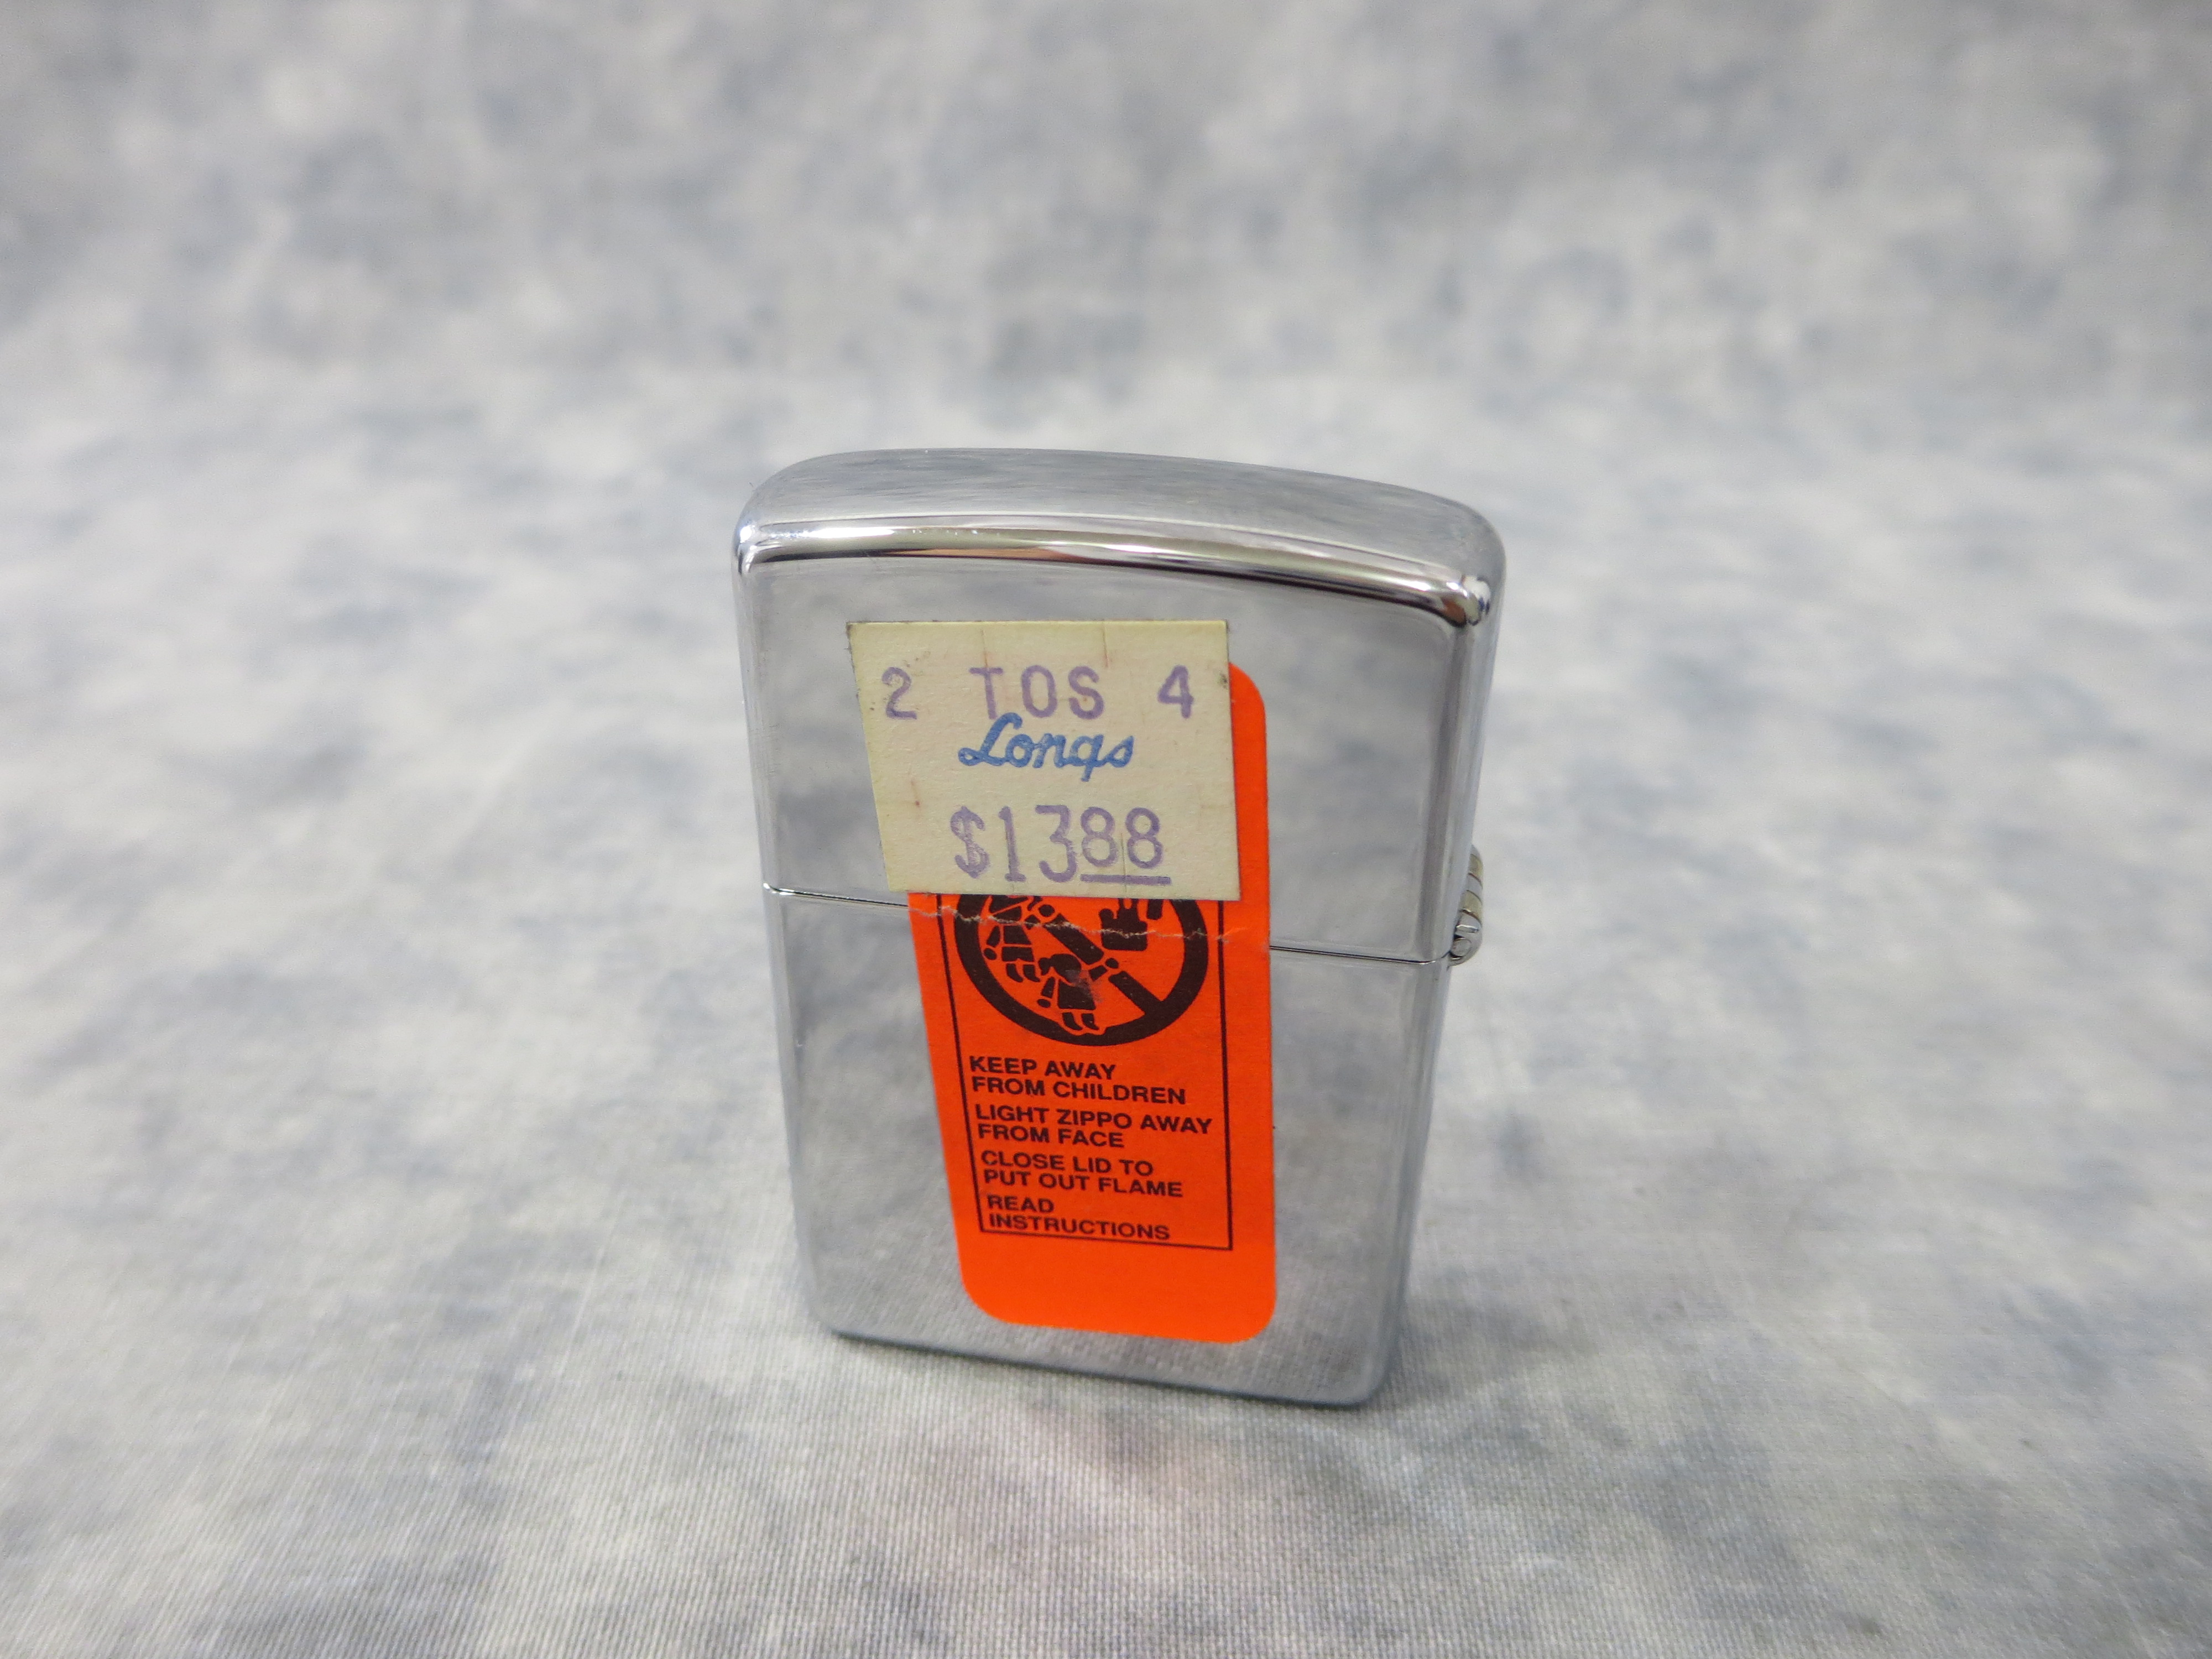 2 TOS 4
Longs
$1388
KEEP AWAY
FROM CHILDREN
LIGHT ZIPPO AWAY
FROM FACE
CLOSE LID TO
PUT OUT FLAME
READ
INSTRUCTIONS